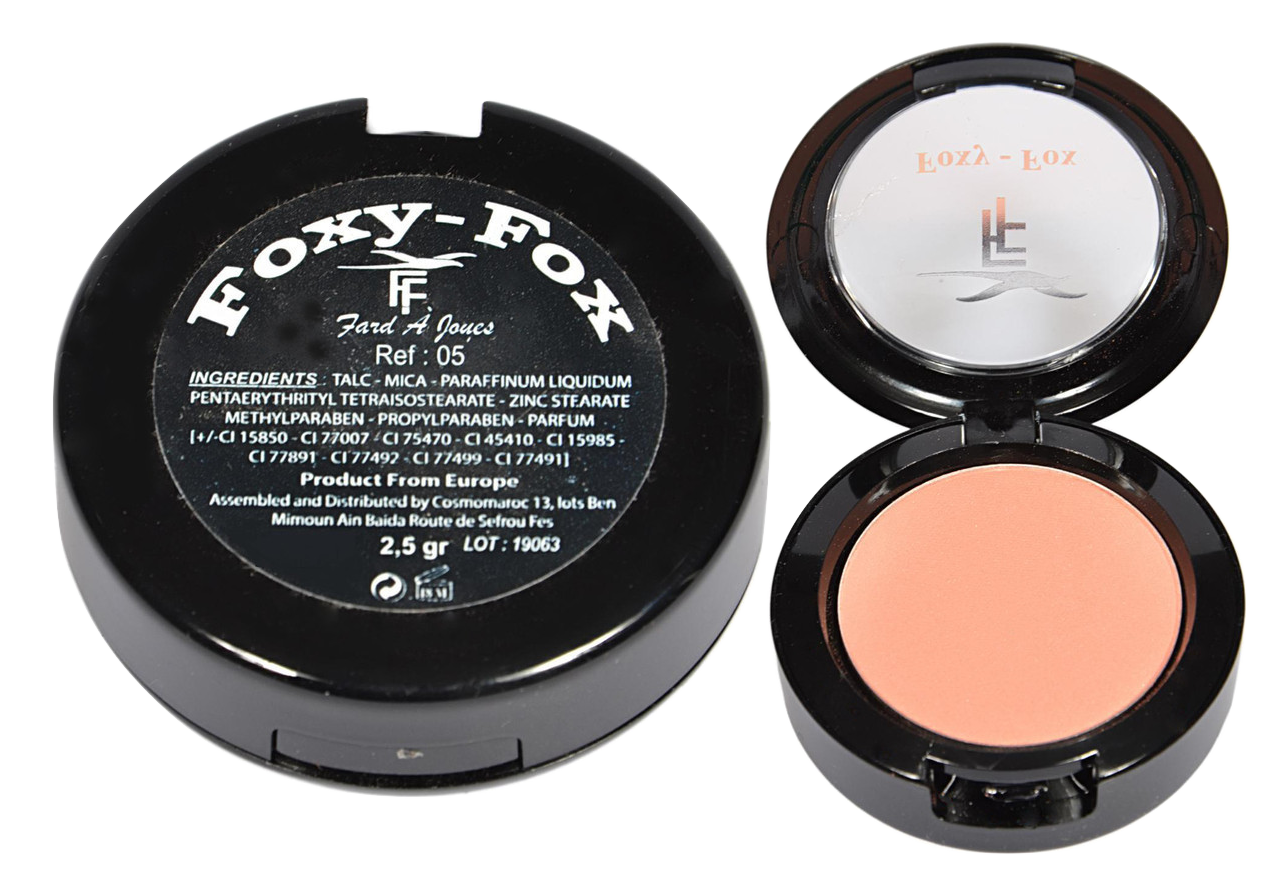 Foxy-Fox
FF
Fard A Joues
Ref : 05
INGREDIENTS : TALC - MICA - PARAFFINUM LIQUIDUM
PENTAERYTHRITYL TETRAISOSTEARATE - ZINC STEARATE
METHYLPARABEN - PROPYLPARABEN - PARFUM
[+/-CI 15850 - CI 77007 - CI 75470 - CI 45410 - CI 15985 -
CI 77891 - CI 77492 - CI 77499 - CI 77491]
Product From Europe
Assembled and Distributed by Cosmomaroc 13, lots Ben
Mimoun Ain Baida Route de Sefrou Fes
2,5 gr LOT : 19063
18 M
Foxy - Fox
FF